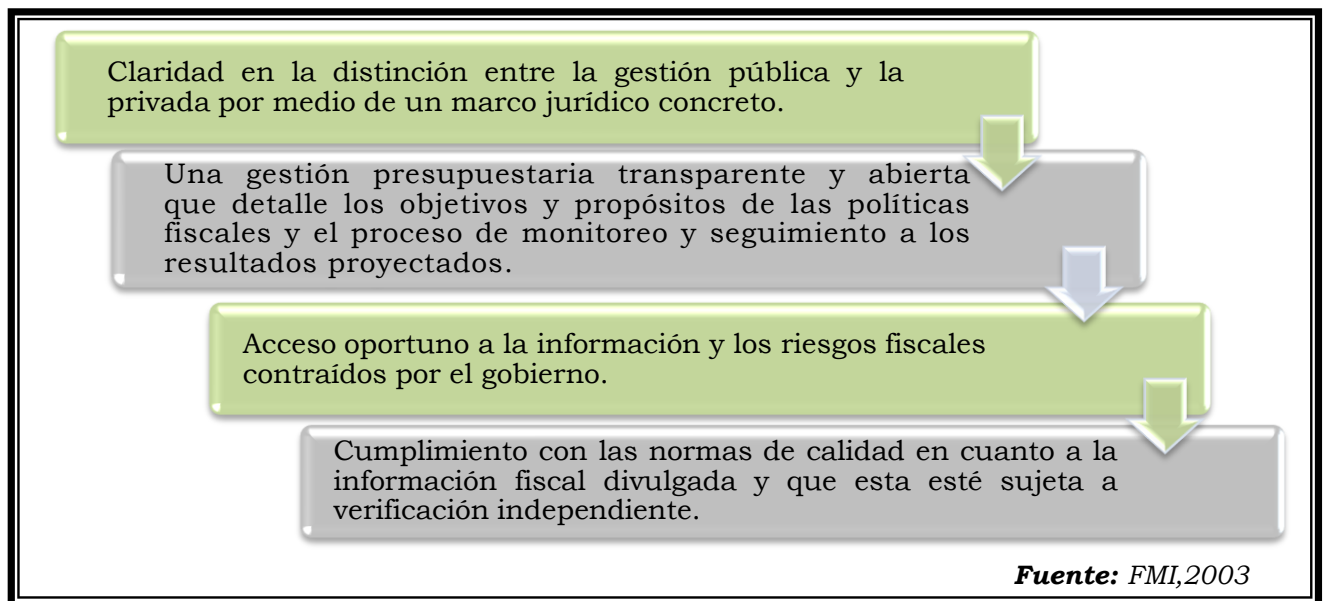 Claridad en la distinción entre la gestión pública y la
privada por medio de un marco jurídico concreto.
Una gestión presupuestaria transparente y abierta
que detalle los objetivos y propósitos de las políticas
fiscales y el proceso de monitoreo y seguimiento a los
resultados proyectados.
Acceso oportuno a la información y los riesgos fiscales
contraídos por el gobierno.
Cumplimiento con las normas de calidad en cuanto a la
información fiscal divulgada y que esta esté sujeta a
verificación independiente.
Fuente: FMI,2003